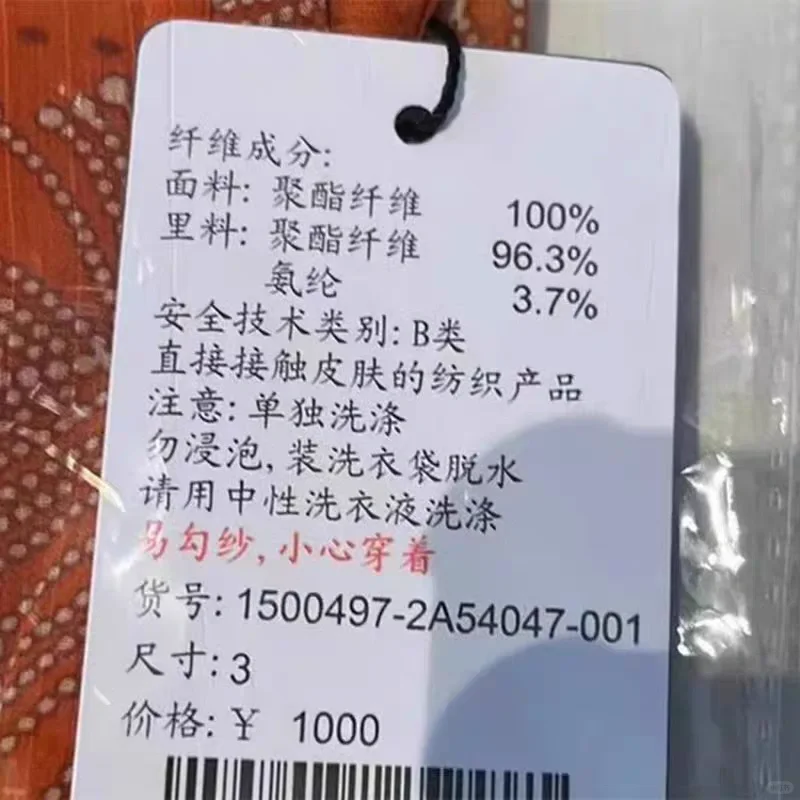 纤维成分:
面料: 聚酯纤维 100%
里料: 聚酯纤维 96.3%
氨纶 3.7%
安全技术类别: B类
直接接触皮肤的纺织产品
注意: 单独洗涤
勿浸泡, 装洗衣袋脱水
请用中性洗衣液洗涤
易勾纱, 小心穿着
货号: 1500497-2A54047-001
尺寸: 3
价格: ¥ 1000